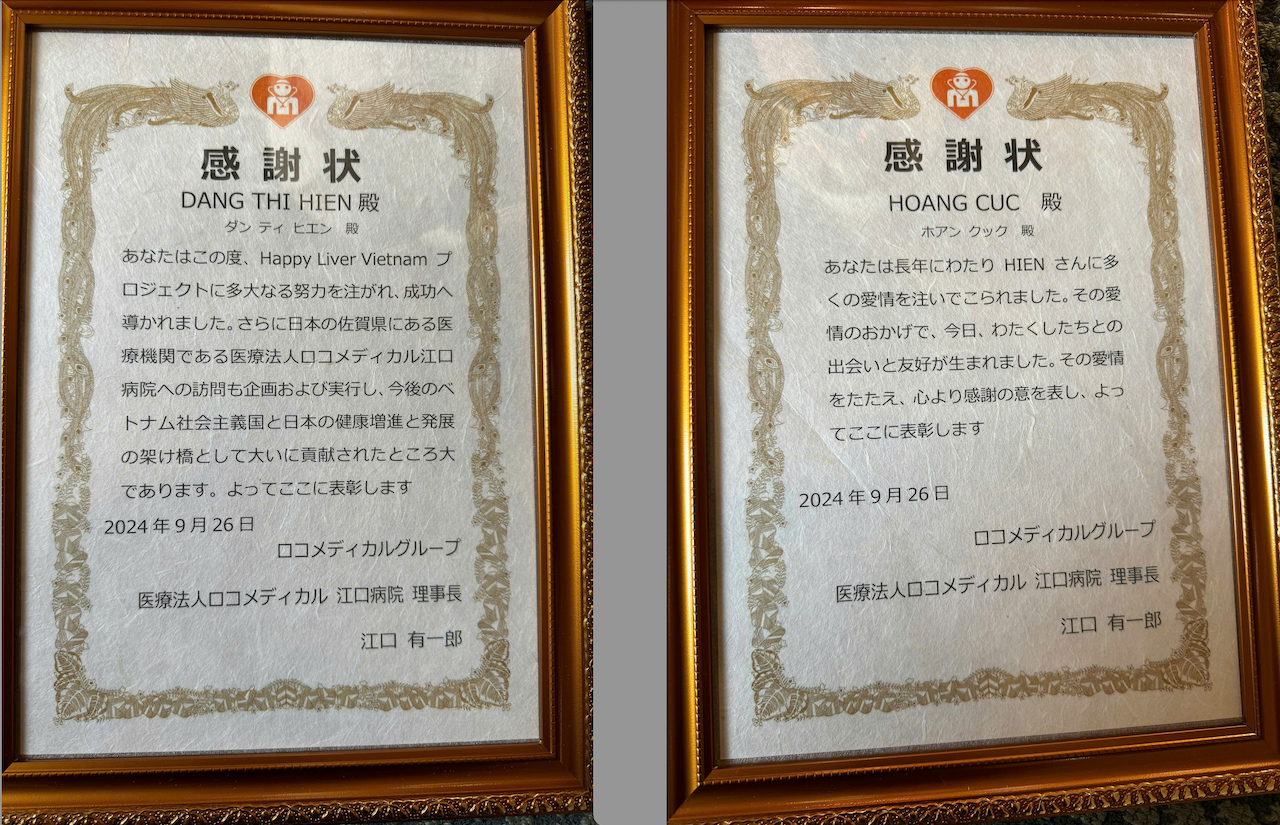 感謝状
DANG THI HIEN 殿
ダン ティ ヒエン 殿
あなたはこの度、Happy Liver Vietnam プ
ロジェクトに多大なる努力を注がれ、成功へ
導かれました。さらに日本の佐賀県にある医
療機関である医療法人ロコメディカル江口
病院への訪問も企画および実行し、今後のベ
トナム社会主義国と日本の健康増進と発展
の架け橋として大いに貢献されたところ大
であります。よってここに表彰します
2024年9月26日
ロコメディカルグループ
医療法人ロコメディカル 江口病院 理事長
江口 有一郎
感謝状
HOANG CUC 殿
ホアン クック 殿
あなたは長年にわたり HIEN さんに多
くの愛情を注いでこられました。その愛
情のおかげで、今日、わたくしたちとの
出会いと友好が生まれました。その愛情
をたたえ、心より感謝の意を表し、よっ
てここに表彰します
2024年9月26日
ロコメディカルグループ
医療法人ロコメディカル 江口病院 理事長
江口 有一郎